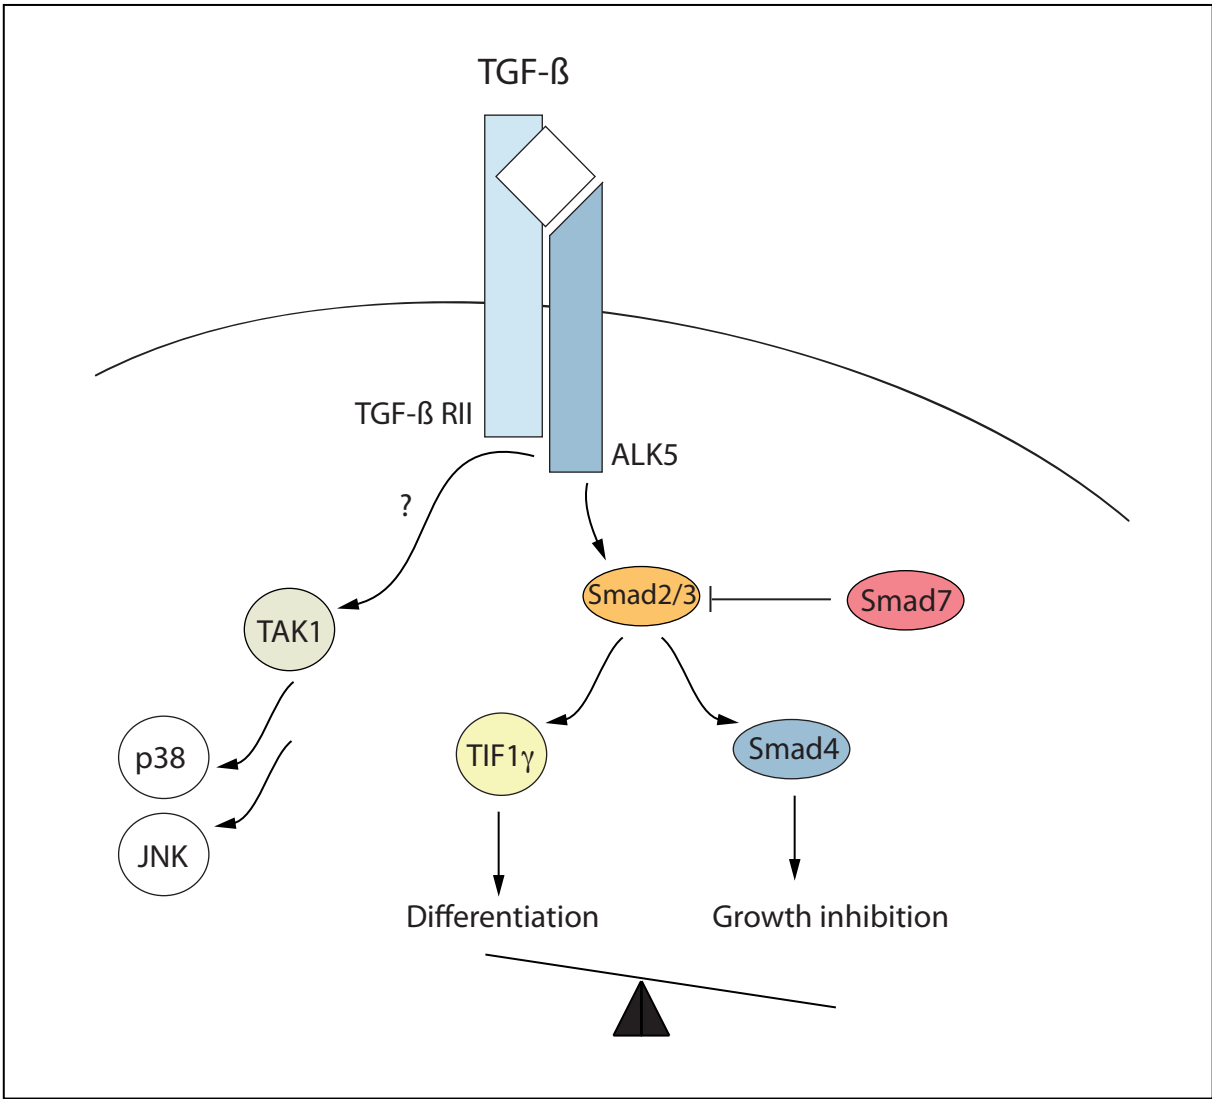 TGF-ß
TGF-ß RII
ALK5
?
Smad2/3
Smad7
TAK1
TIF1γ
Smad4
p38
JNK
Differentiation
Growth inhibition